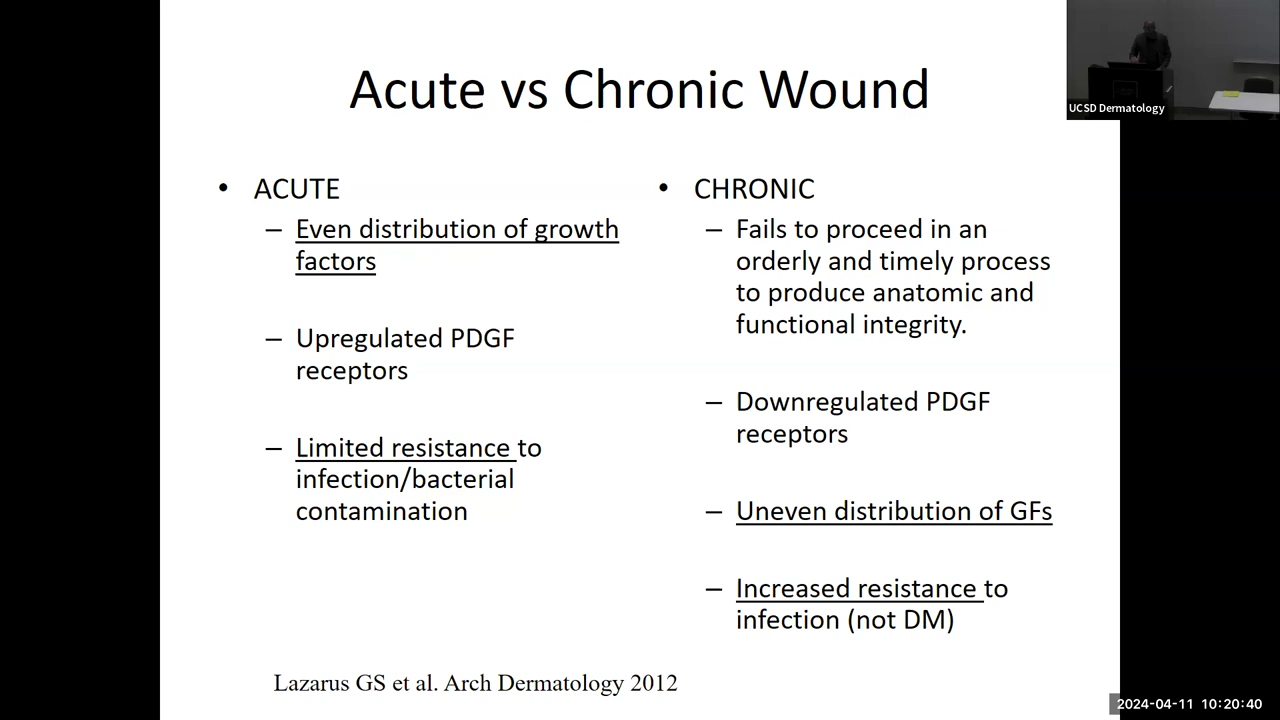 Acute vs Chronic Wound
UCSD Dermatology
• ACUTE
– Even distribution of growth
factors
– Upregulated PDGF
receptors
– Limited resistance to
infection/bacterial
contamination
• CHRONIC
– Fails to proceed in an
orderly and timely process
to produce anatomic and
functional integrity.
– Downregulated PDGF
receptors
– Uneven distribution of GFs
– Increased resistance to
infection (not DM)
Lazarus GS et al. Arch Dermatology 2012
2024-04-11 10:20:40